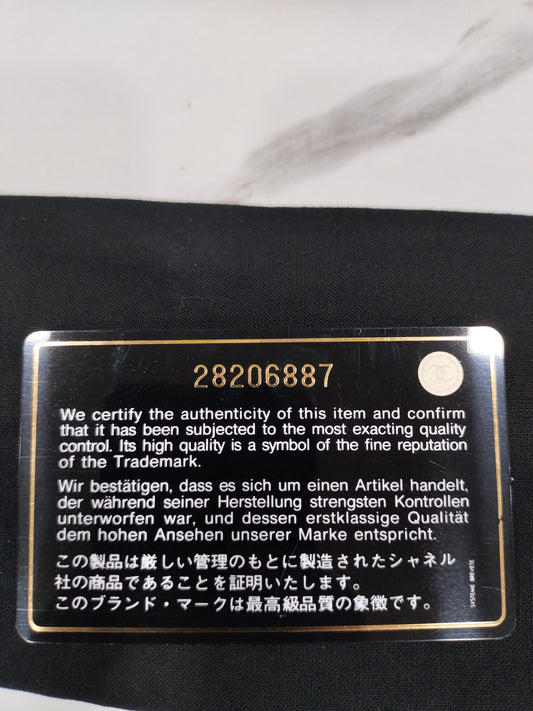 28206887
We certify the authenticity of this item and confirm
that it has been subjected to the most exacting quality
control. Its high quality is a symbol of the fine reputation
of the Trademark.
Wir bestätigen, dass es sich um einen Artikel handelt,
der während seiner Herstellung strengsten Kontrollen
unterworfen war, und dessen erstklassige Qualität
dem hohen Ansehen unserer Marke entspricht.
この製品は厳しい管理のもとに製造されたシャネル
社の商品であることを証明いたします。
このブランド・マークは最高級品質の象徴です。
SYSTEME BREVETE